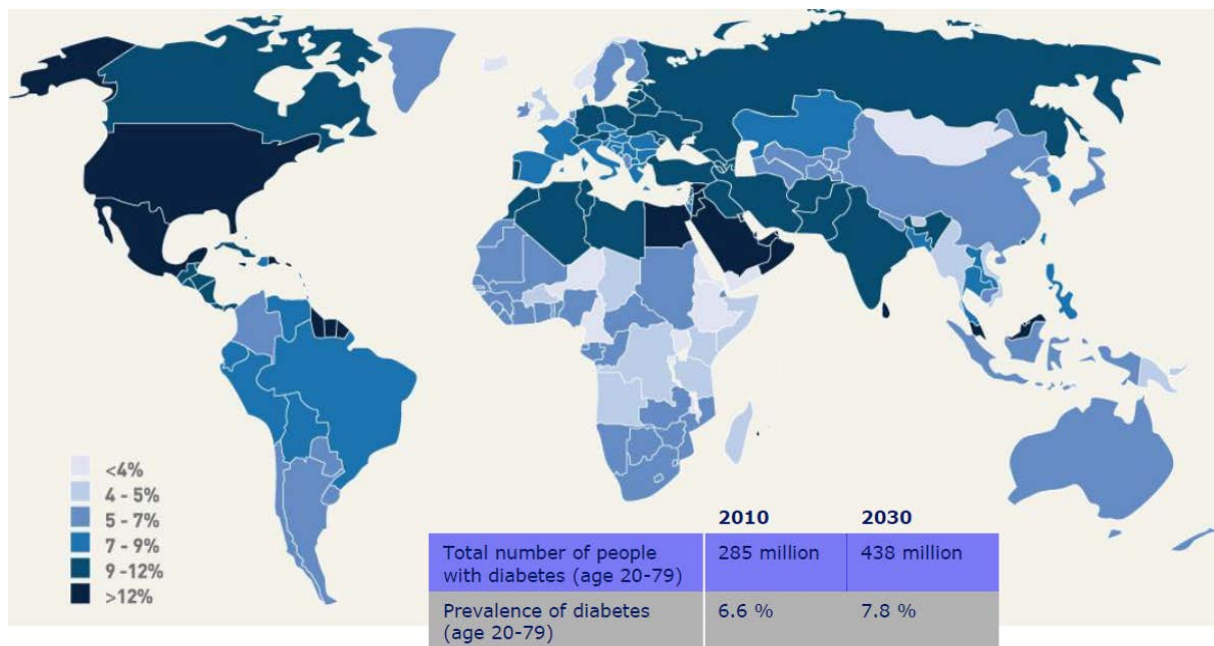 <4%
4 - 5%
5 - 7%
7 - 9%
9 -12%
>12%
2010 2030
Total number of people 285 million 438 million
with diabetes (age 20-79)
Prevalence of diabetes 6.6 % 7.8 %
(age 20-79)